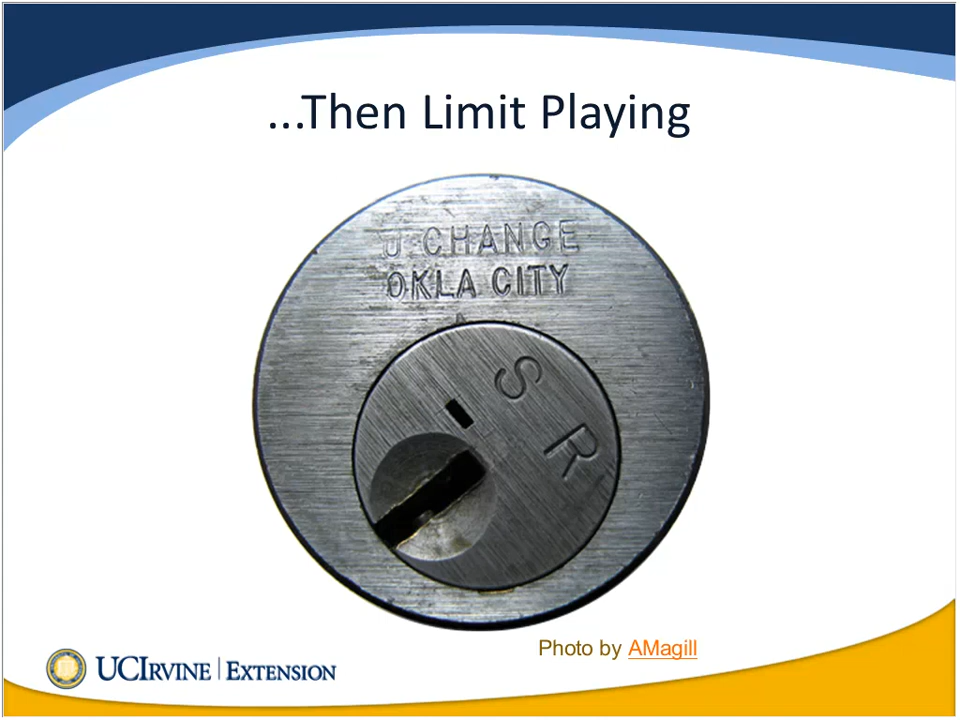 ...Then Limit Playing
U CHANGE
OKLA CITY
S
R
Photo by AMagill
UCIRVINE | EXTENSION